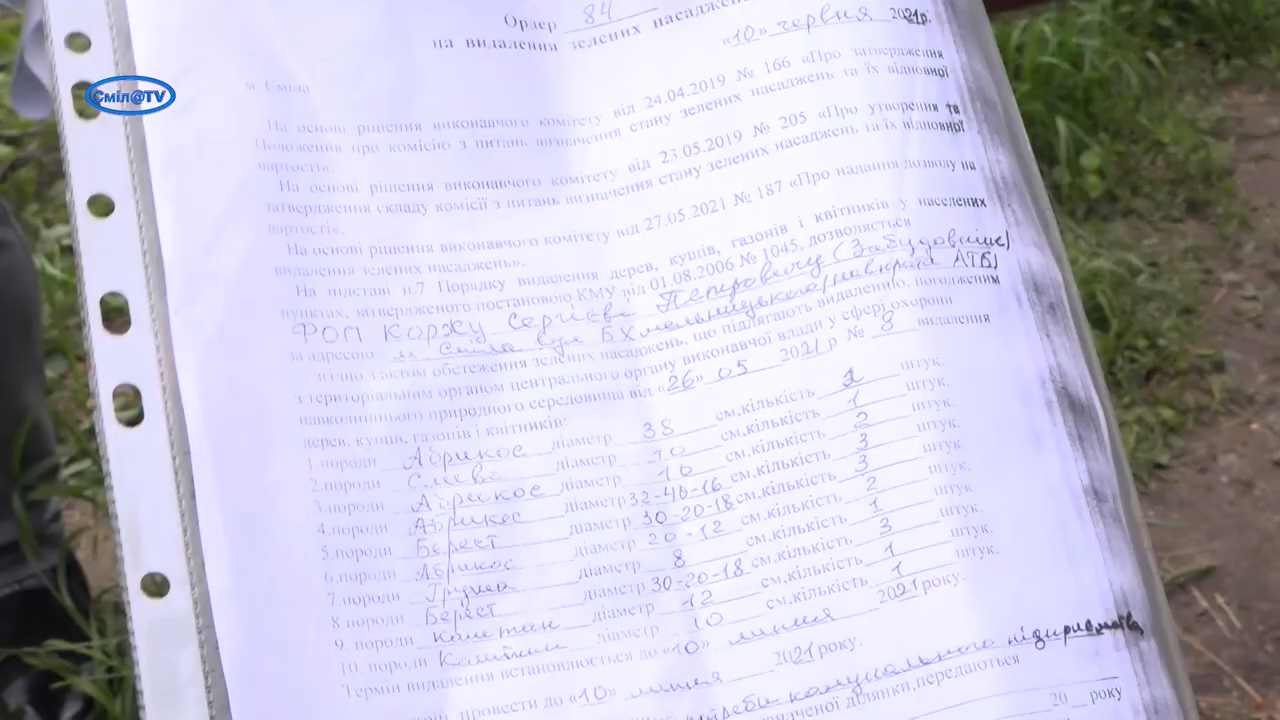 Сміл@TV
Ордер 84
на видалення зелених насаджень
«10» червня 2021р.
м. Сміла
На основі рішення виконавчого комітету від 24.04.2019 № 166 «Про затвердження
Положення про комісію з питань визначення стану зелених насаджень та їх відновної
вартості».
На основі рішення виконавчого комітету від 23.05.2019 № 205 «Про утворення та
затвердження складу комісії з питань визначення стану зелених насаджень та їх відновної
вартості».
На основі рішення виконавчого комітету від 27.05.2021 № 187 «Про надання дозволу на
видалення зелених насаджень».
На підставі п.7 Порядку видалення дерев, кущів, газонів і квітників у населених
пунктах, затвердженого постановою КМУ від 01.08.2006 № 1045, дозволяється
ФОП Коржу Сергієві Петровичу (Забудовник)
за адресою м. Сміла вул Б Хмельницького (навпроти АТБ)
згідно з актом обстеження зелених насаджень, що підлягають видаленню, погодженим
з територіальним органом центрального органу виконавчої влади у сфері охорони
навколишнього природного середовища від «26» 05 2021 р № 8 видалення
дерев, кущів, газонів і квітників:
1.породи Абрикос діаметр 38 см.кількість штук.
2.породи Слива діаметр 10 см.кількість 1 штук.
3.породи Абрикос діаметр 16 см.кількість 2 штук.
4.породи Абрикос діаметр 32-40-16 см.кількість 3 штук.
5.породи Берест діаметр 30-20-18 см.кількість 3 штук.
6.породи Абрикос діаметр 20-12 см.кількість 2 штук.
7.породи Груша діаметр 8 см.кількість 1 штук.
8.породи Берест діаметр 30-20-18 см.кількість 3 штук.
9. породи Каштан діаметр 12 см.кількість 1 штук.
10. породи Каштан діаметр 10 см.кількість 1 штук.
Термін видалення встановлюється до «10» липня 2021 року.
провести до «10» липня 2021 року.
потреби комунального підприємства
зазначеної ділянки,передаються
20 року